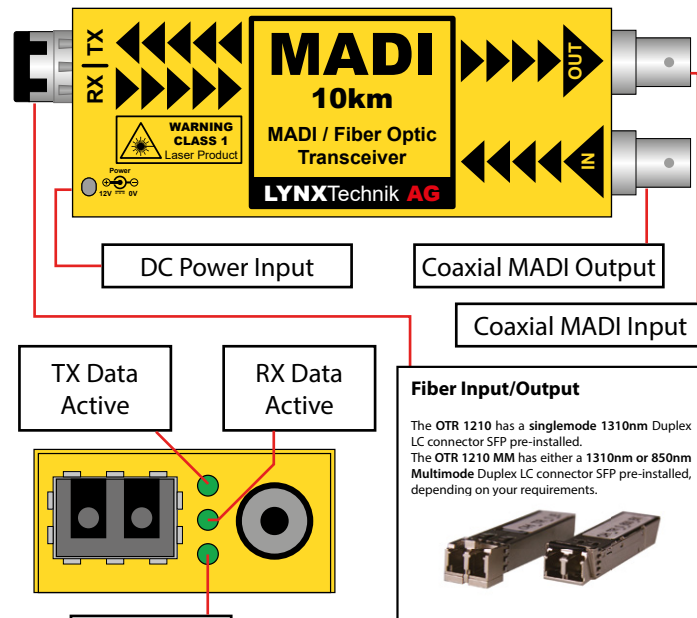 RX | TX
MADI
10km
MADI / Fiber Optic
Transceiver
LYNXTechnik AG
OUT
IN
WARNING
CLASS 1
Laser Product
Power
12V 0V
DC Power Input
Coaxial MADI Output
Coaxial MADI Input
TX Data
Active
RX Data
Active
Fiber Input/Output
The OTR 1210 has a singlemode 1310nm Duplex
LC connector SFP pre-installed.
The OTR 1210 MM has either a 1310nm or 850nm
Multimode Duplex LC connector SFP pre-installed,
depending on your requirements.